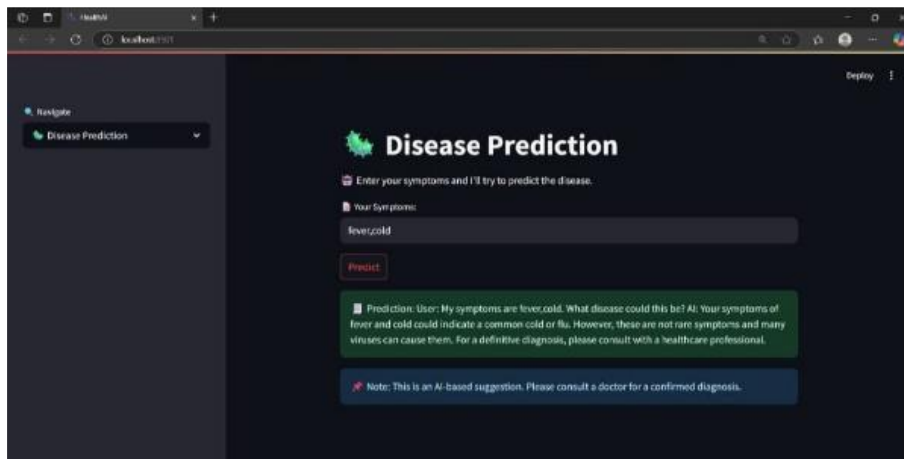 HealthAI
localhost:8501
Deploy
Navigate
Disease Prediction
Disease Prediction
Enter your symptoms and I'll try to predict the disease.
Your Symptoms:
fever,cold
Predict
Prediction: User: My symptoms are fever,cold. What disease could this be? AI: Your symptoms of
fever and cold could indicate a common cold or flu. However, these are not rare symptoms and many
viruses can cause them. For a definitive diagnosis, please consult with a healthcare professional.
Note: This is an AI-based suggestion. Please consult a doctor for a confirmed diagnosis.